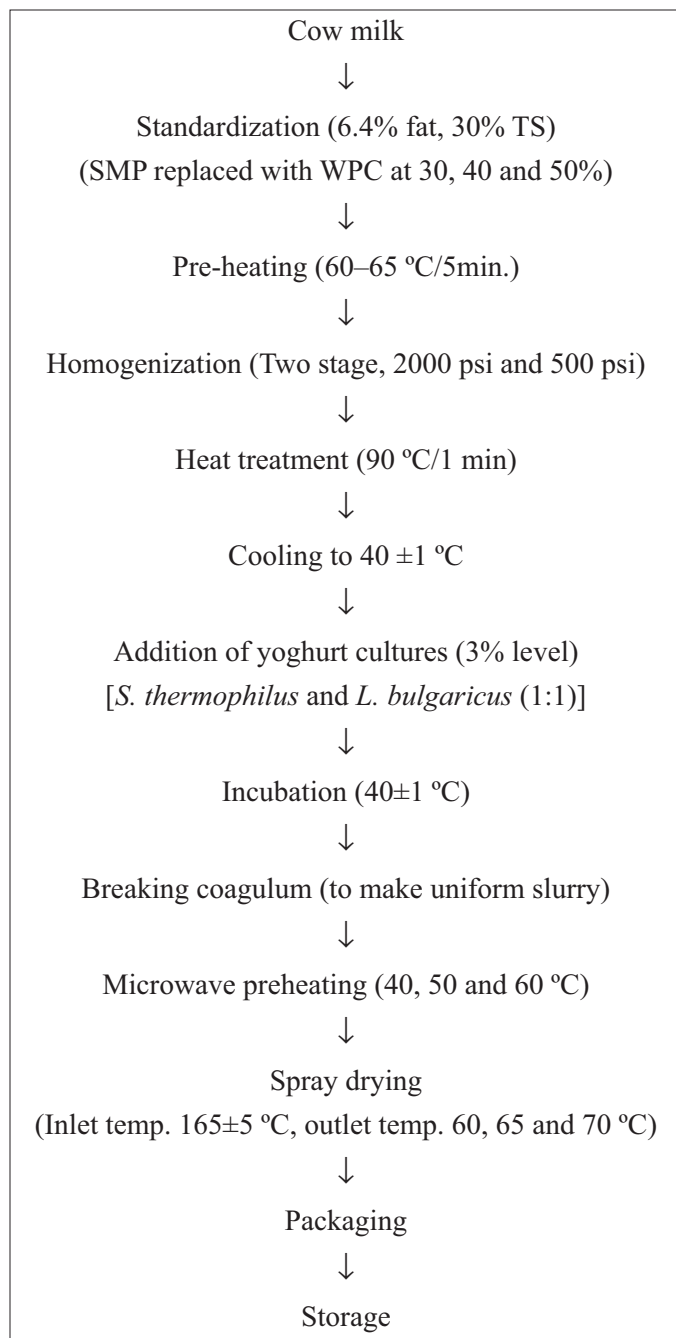 Cow milk
↓
Standardization (6.4% fat, 30% TS)
(SMP replaced with WPC at 30, 40 and 50%)
↓
Pre-heating (60–65 ºC/5min.)
↓
Homogenization (Two stage, 2000 psi and 500 psi)
↓
Heat treatment (90 ºC/1 min)
↓
Cooling to 40 ±1 ºC
↓
Addition of yoghurt cultures (3% level)
[S. thermophilus and L. bulgaricus (1:1)]
↓
Incubation (40±1 ºC)
↓
Breaking coagulum (to make uniform slurry)
↓
Microwave preheating (40, 50 and 60 ºC)
↓
Spray drying
(Inlet temp. 165±5 ºC, outlet temp. 60, 65 and 70 ºC)
↓
Packaging
↓
Storage